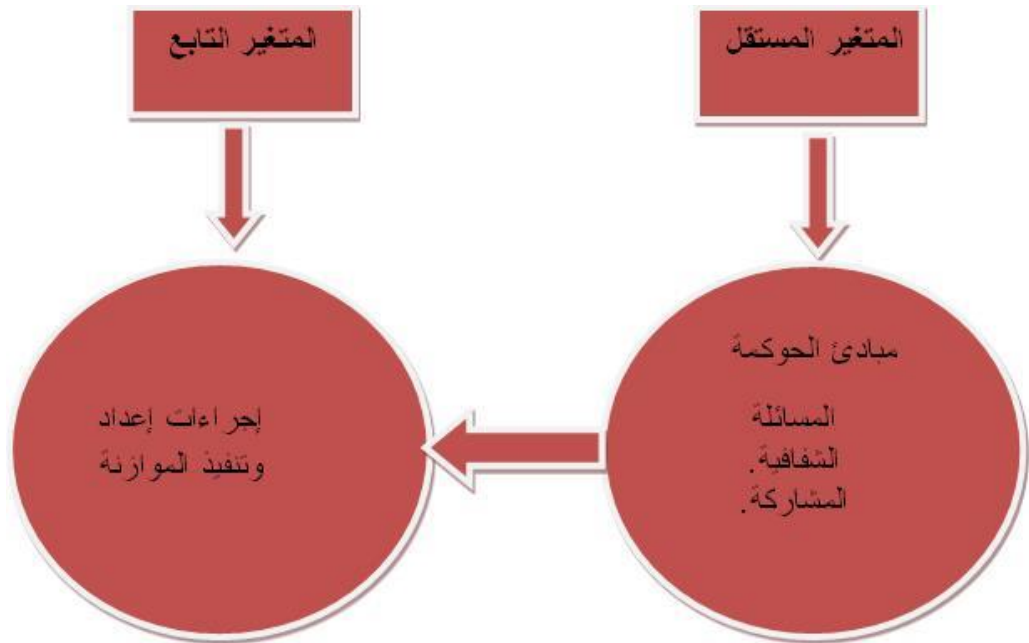 المتغير المستقل
المتغير التابع
مبادئ الحوكمة
المسائلة
الشفافية.
المشاركة.
إجراءات إعداد
وتنفيذ الموازنة